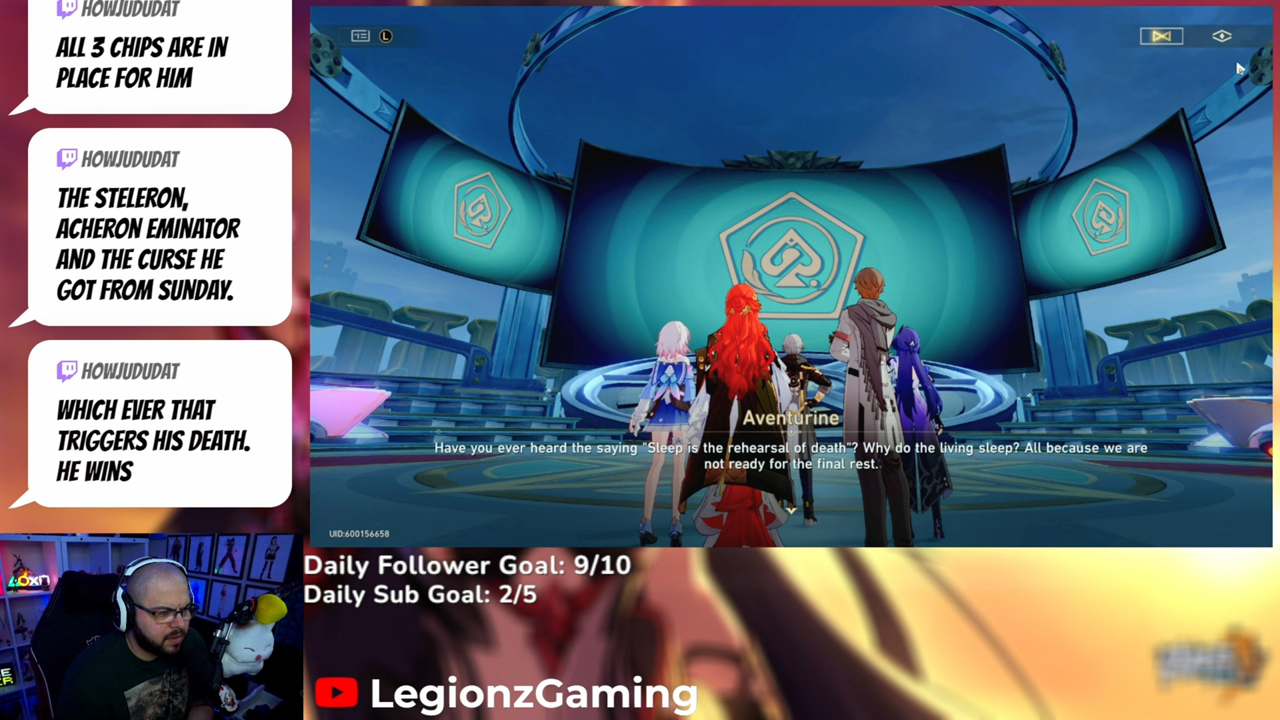 HOWJUDUDAT
ALL 3 CHIPS ARE IN
PLACE FOR HIM
HOWJUDUDAT
THE STELERON,
ACHERON EMINATOR
AND THE CURSE HE
GOT FROM SUNDAY.
HOWJUDUDAT
WHICH EVER THAT
TRIGGERS HIS DEATH.
HE WINS
L
Aventurine
Have you ever heard the saying "Sleep is the rehearsal of death"? Why do the living sleep? All because we are
not ready for the final rest.
UID:600156658
Daily Follower Goal: 9/10
Daily Sub Goal: 2/5
LegionzGaming